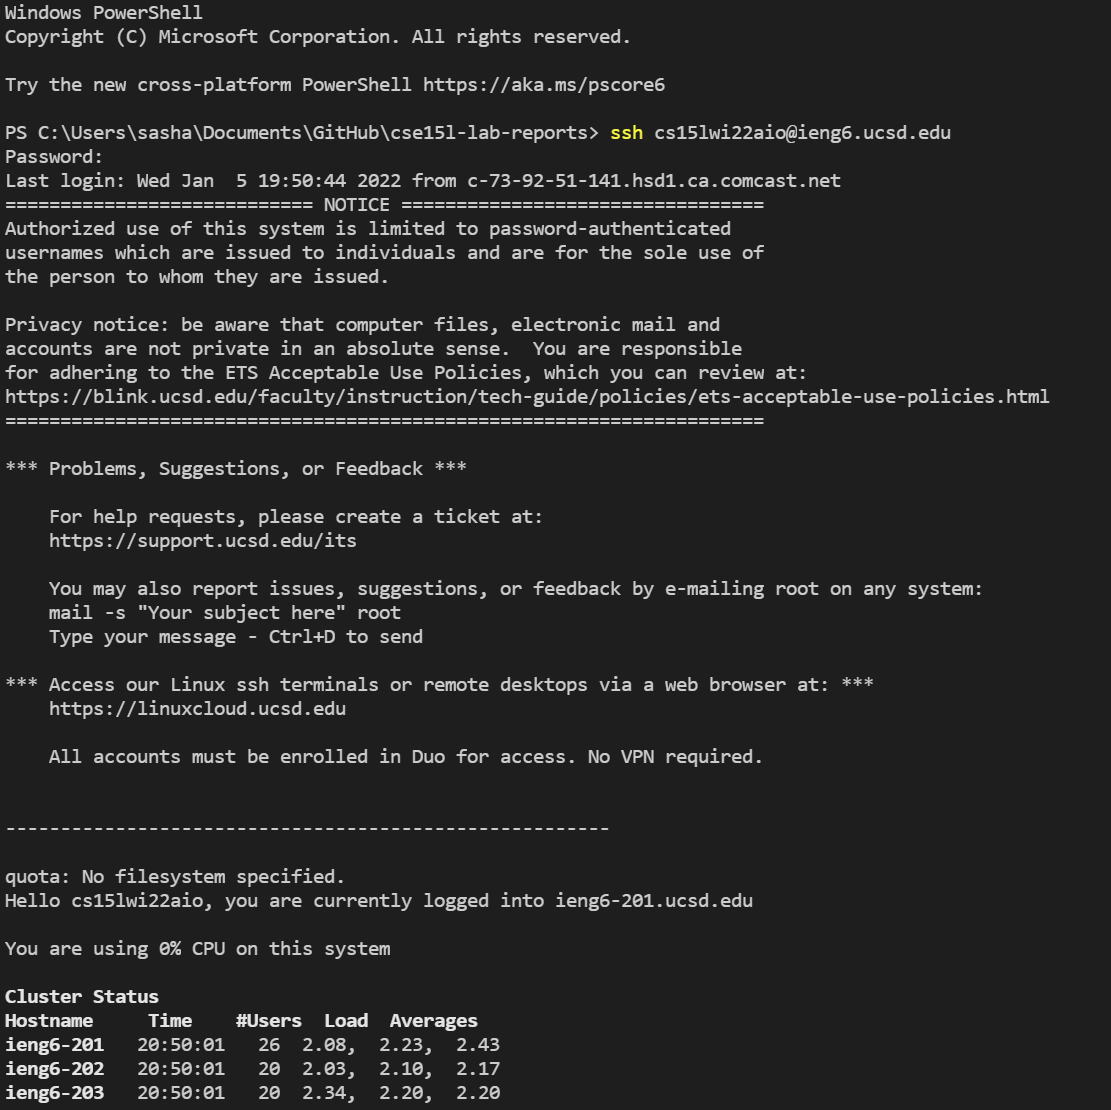 Windows PowerShell
Copyright (C) Microsoft Corporation. All rights reserved.
Try the new cross-platform PowerShell https://aka.ms/pscore6
PS C:\Users\sasha\Documents\GitHub\cse15l-lab-reports> ssh cs15lwi22aio@ieng6.ucsd.edu
Password:
Last login: Wed Jan  5 19:50:44 2022 from c-73-92-51-141.hsd1.ca.comcast.net
============================ NOTICE =================================
Authorized use of this system is limited to password-authenticated
usernames which are issued to individuals and are for the sole use of
the person to whom they are issued.
Privacy notice: be aware that computer files, electronic mail and
accounts are not private in an absolute sense.  You are responsible
for adhering to the ETS Acceptable Use Policies, which you can review at:
https://blink.ucsd.edu/faculty/instruction/tech-guide/policies/ets-acceptable-use-policies.html
=====================================================================
*** Problems, Suggestions, or Feedback ***
    For help requests, please create a ticket at:
    https://support.ucsd.edu/its
    You may also report issues, suggestions, or feedback by e-mailing root on any system:
    mail -s "Your subject here" root
    Type your message - Ctrl+D to send
*** Access our Linux ssh terminals or remote desktops via a web browser at: ***
    https://linuxcloud.ucsd.edu
    All accounts must be enrolled in Duo for access. No VPN required.
-------------------------------------------------------
quota: No filesystem specified.
Hello cs15lwi22aio, you are currently logged into ieng6-201.ucsd.edu
You are using 0% CPU on this system
Cluster Status
Hostname     Time    #Users  Load  Averages
ieng6-201   20:50:01   26  2.08,  2.23,  2.43
ieng6-202   20:50:01   20  2.03,  2.10,  2.17
ieng6-203   20:50:01   20  2.34,  2.20,  2.20